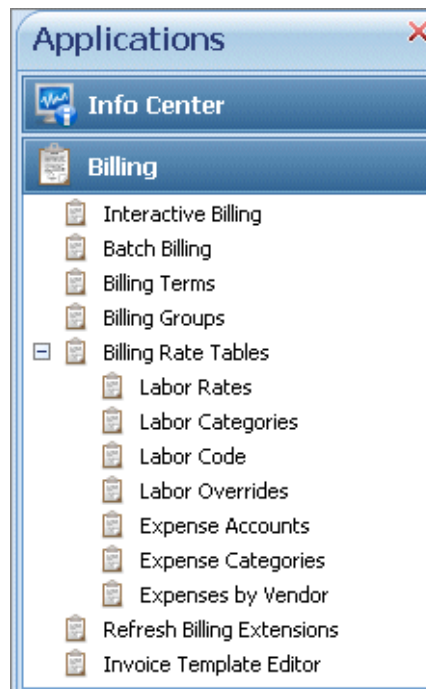 Applications
Info Center
Billing
Interactive Billing
Batch Billing
Billing Terms
Billing Groups
Billing Rate Tables
Labor Rates
Labor Categories
Labor Code
Labor Overrides
Expense Accounts
Expense Categories
Expenses by Vendor
Refresh Billing Extensions
Invoice Template Editor